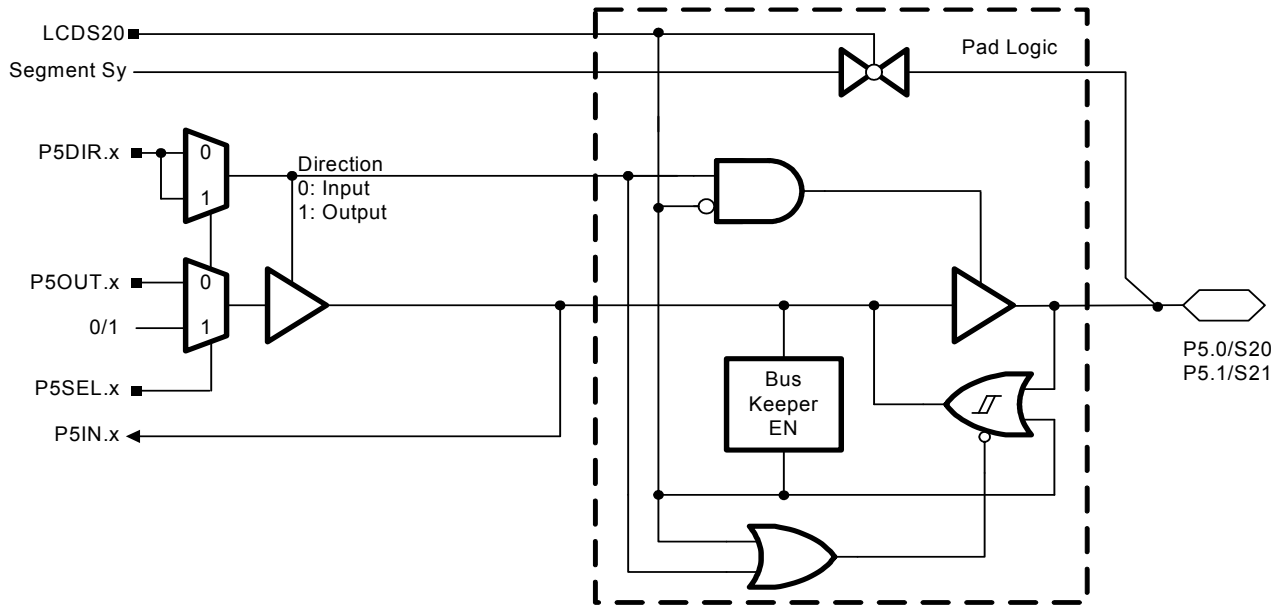 LCDS20
Pad Logic
Segment Sy
P5DIR.x
0
1
Direction
0: Input
1: Output
P5OUT.x
0
0/1
1
P5SEL.x
P5IN.x
Bus
Keeper
EN
P5.0/S20
P5.1/S21